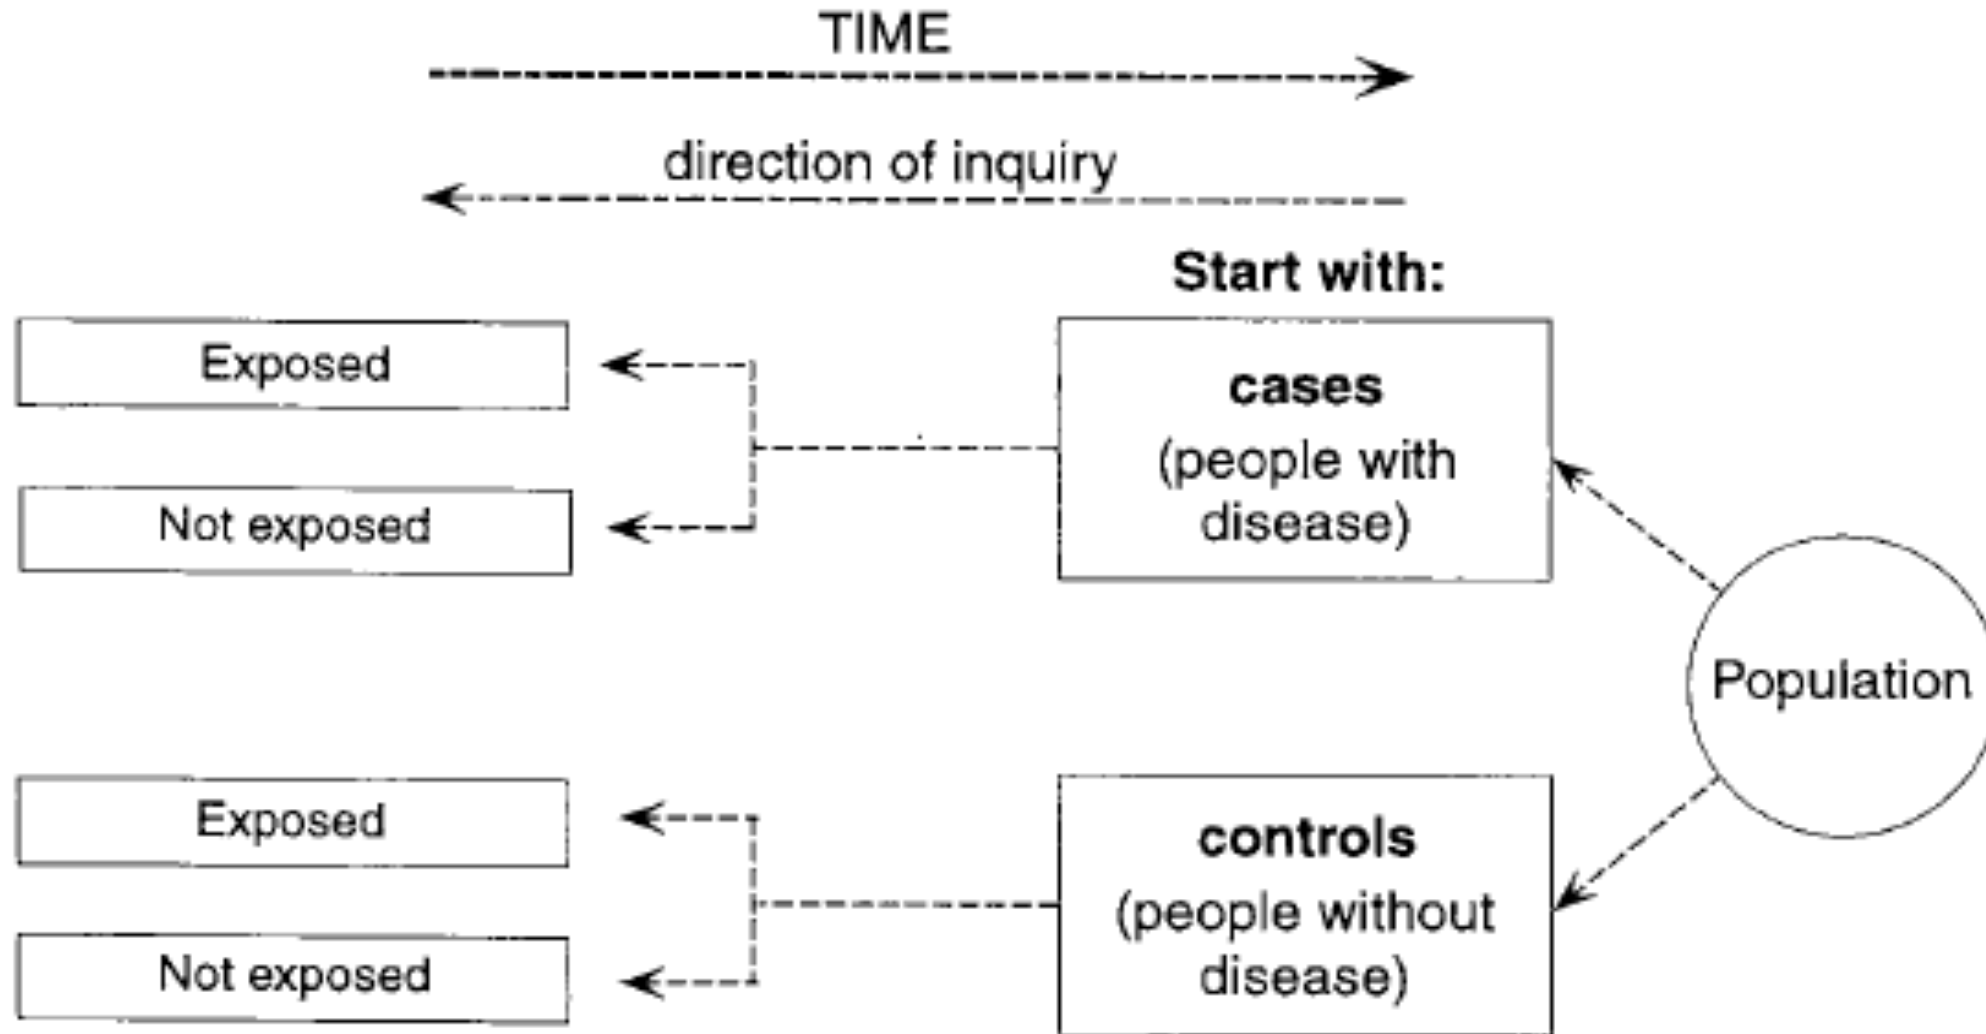 TIME
direction of inquiry
Start with:
Exposed
Not exposed
cases
(people with
disease)
Population
Exposed
Not exposed
controls
(people without
disease)